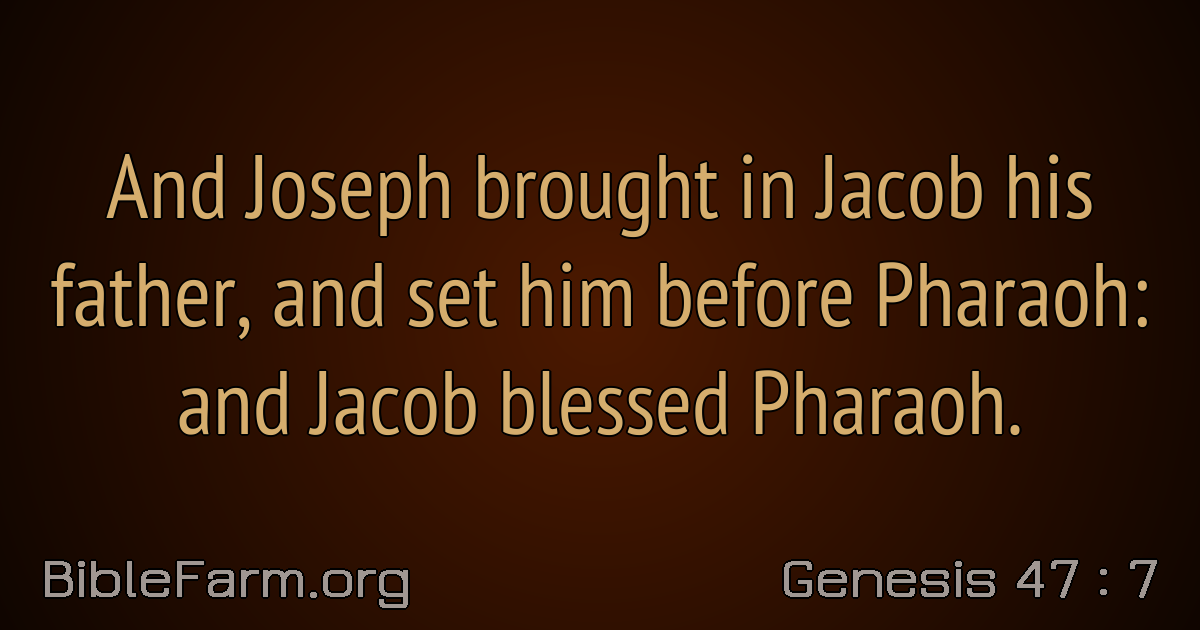 And Joseph brought in Jacob his
father, and set him before Pharaoh:
and Jacob blessed Pharaoh.
BibleFarm.org
Genesis 47 : 7